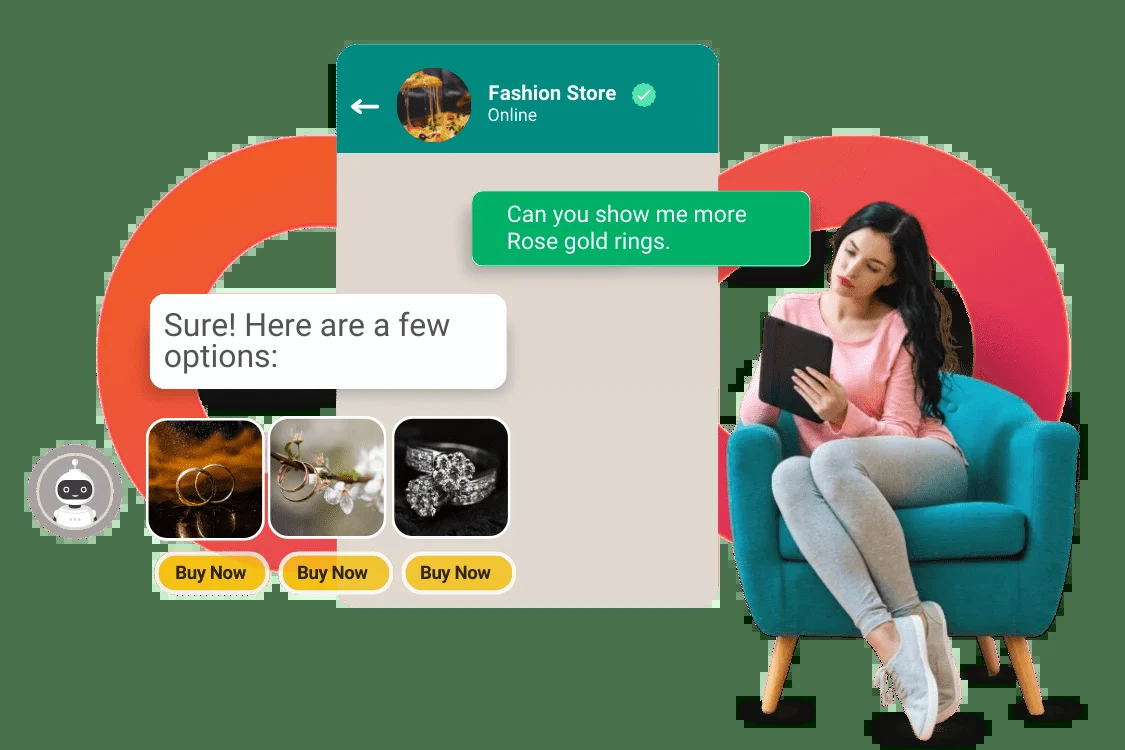 Fashion Store
Online
Can you show me more
Rose gold rings.
Sure! Here are a few
options:
Buy Now
Buy Now
Buy Now